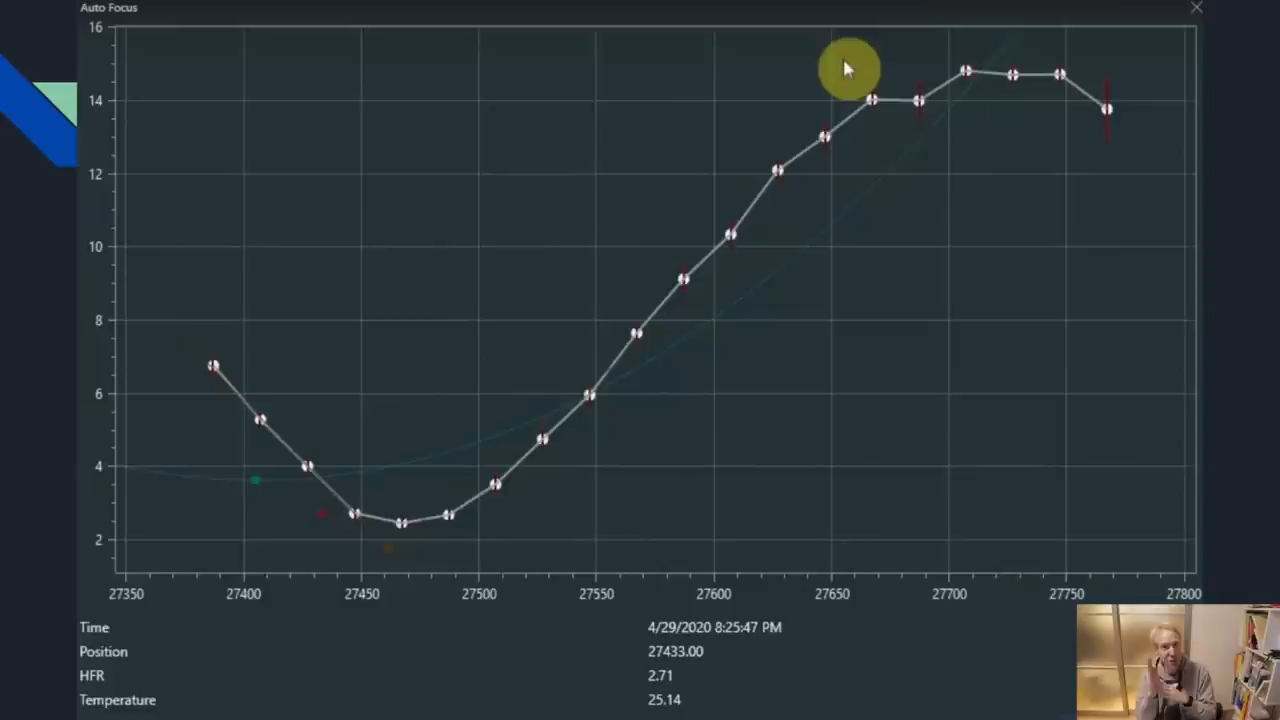 Auto Focus
16
14
12
10
8
6
4
2
27350 27400 27450 27500 27550 27600 27650 27700 27750 27800
Time 4/29/2020 8:25:47 PM
Position 27433.00
HFR 2.71
Temperature 25.14